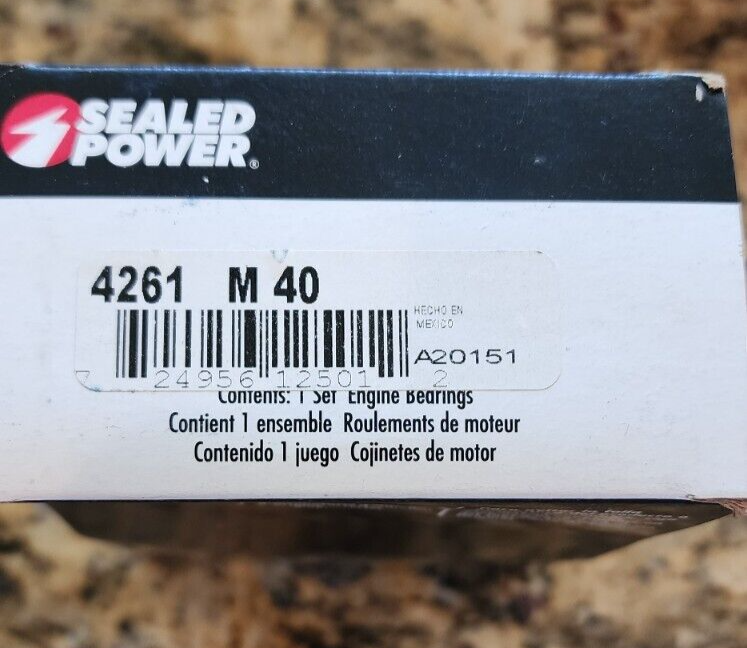 SEALED
POWER®
4261 M 40
HECHO EN
MEXICO
A20151
7 24956 12501 2
Contents: 1 Set Engine Bearings
Contient 1 ensemble Roulements de moteur
Contenido 1 juego Cojinetes de motor